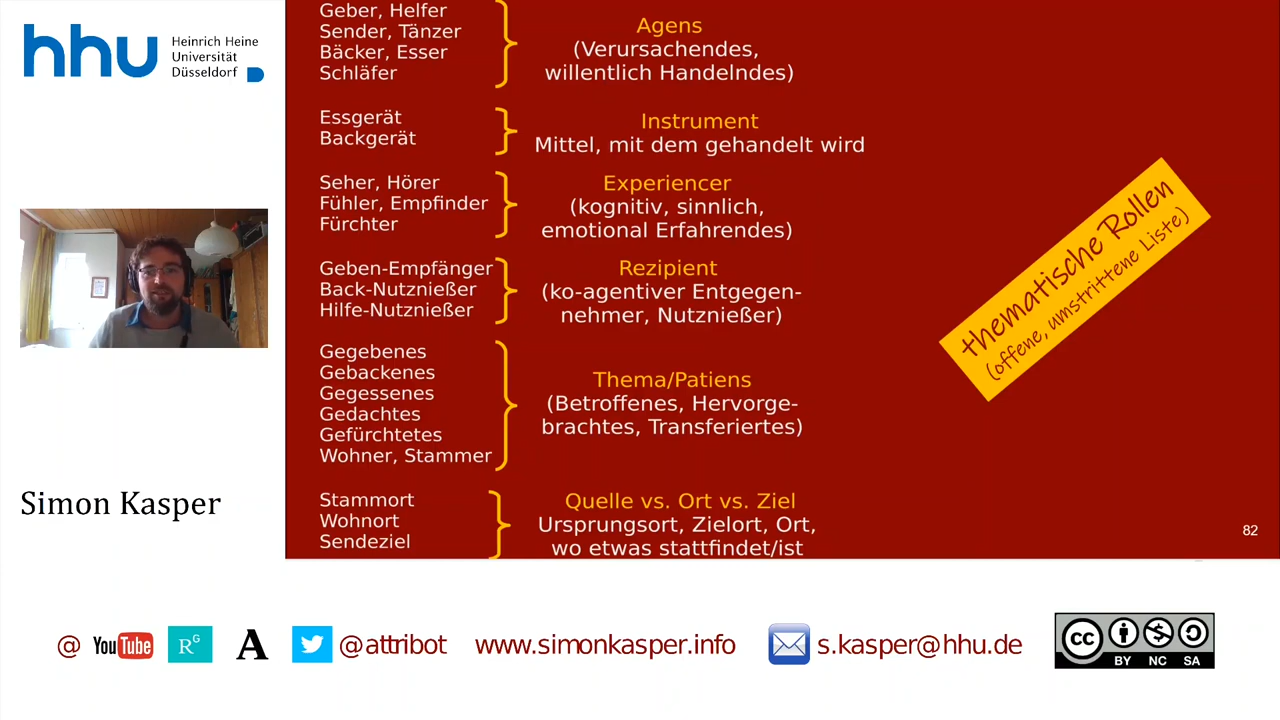 hhu Heinrich Heine
Universität
Düsseldorf
Geber, Helfer
Sender, Tänzer
Bäcker, Esser
Schläfer
Agens
(Verursachendes,
willentlich Handelndes)
Essgerät
Backgerät
Instrument
Mittel, mit dem gehandelt wird
Seher, Hörer
Fühler, Empfinder
Fürchter
Experiencer
(kognitiv, sinnlich,
emotional Erfahrendes)
Geben-Empfänger
Back-Nutznießer
Hilfe-Nutznießer
Rezipient
(ko-agentiver Entgegen-
nehmer, Nutznießer)
Gegebenes
Gebackenes
Gegessenes
Gedachtes
Gefürchtetes
Wohner, Stammer
Thema/Patiens
(Betroffenes, Hervorge-
brachtes, Transferiertes)
Stammort
Wohnort
Sendeziel
Quelle vs. Ort vs. Ziel
Ursprungsort, Zielort, Ort,
wo etwas stattfindet/ist
thematische Rollen
(offene, umstrittene Liste)
82
Simon Kasper
@ YouTube RG A @attribot www.simonkasper.info s.kasper@hhu.de
cc BY NC SA